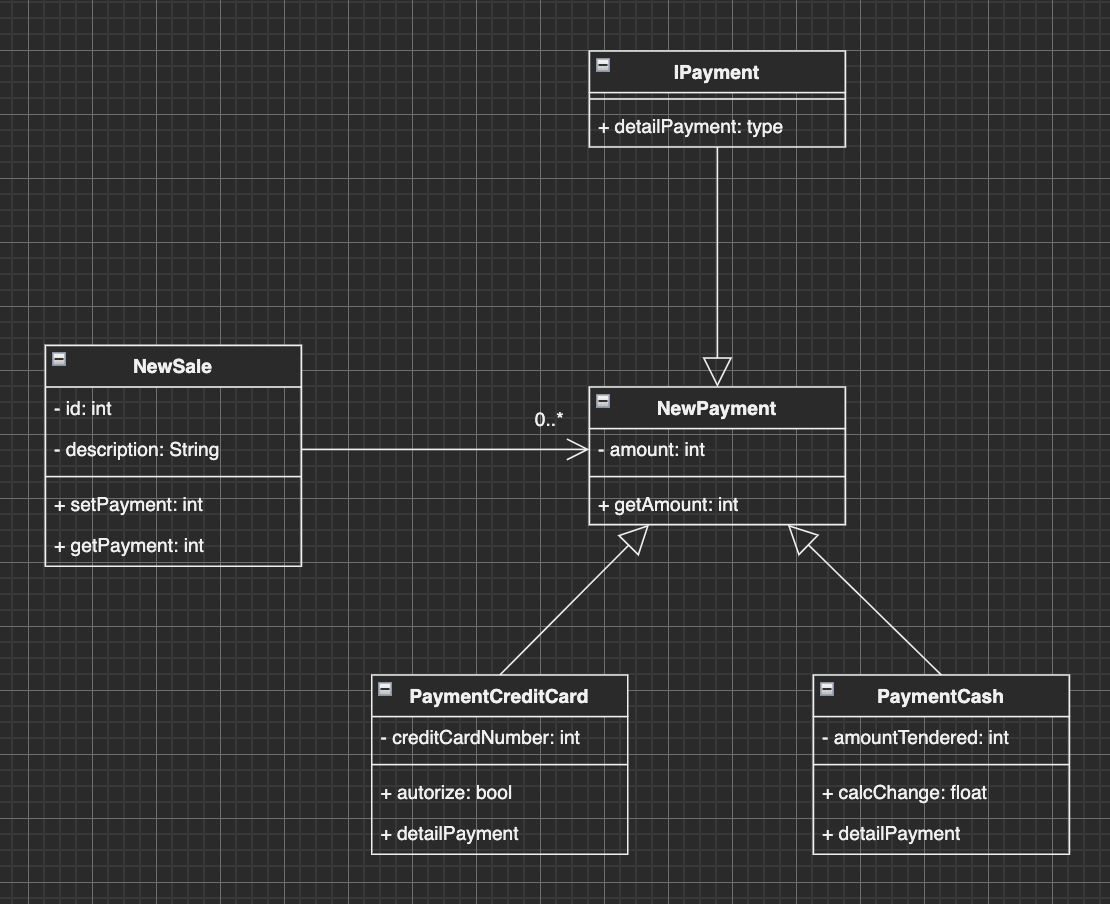 IPayment
+ detailPayment: type
NewSale
- id: int
- description: String
+ setPayment: int
+ getPayment: int
0..*
NewPayment
- amount: int
+ getAmount: int
PaymentCreditCard
- creditCardNumber: int
+ autorize: bool
+ detailPayment
PaymentCash
- amountTendered: int
+ calcChange: float
+ detailPayment